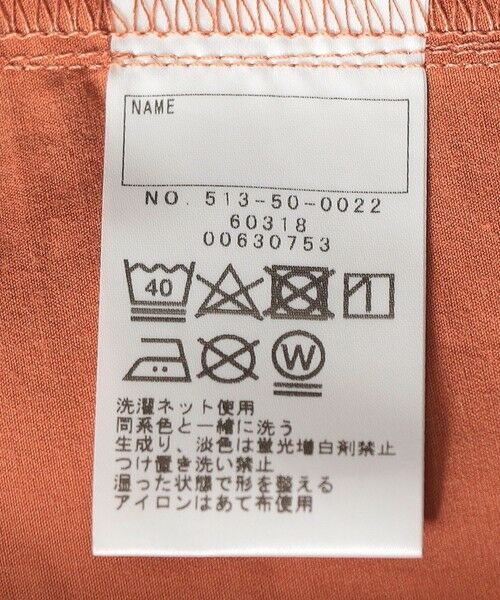 NAME
NO. 513-50-0022
60318
00630753
40
W
洗濯ネット使用
同系色と一緒に洗う
生成り、淡色は蛍光増白剤禁止
つけ置き洗い禁止
湿った状態で形を整える
アイロンはあて布使用